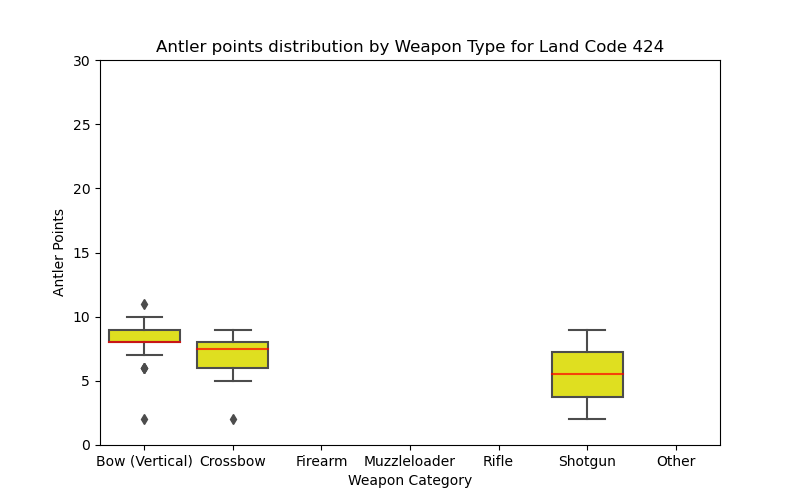 Antler points distribution by Weapon Type for Land Code 424
30
25
20
15
10
5
0
Antler Points
Bow (Vertical) Crossbow Firearm Muzzleloader Rifle Shotgun Other
Weapon Category